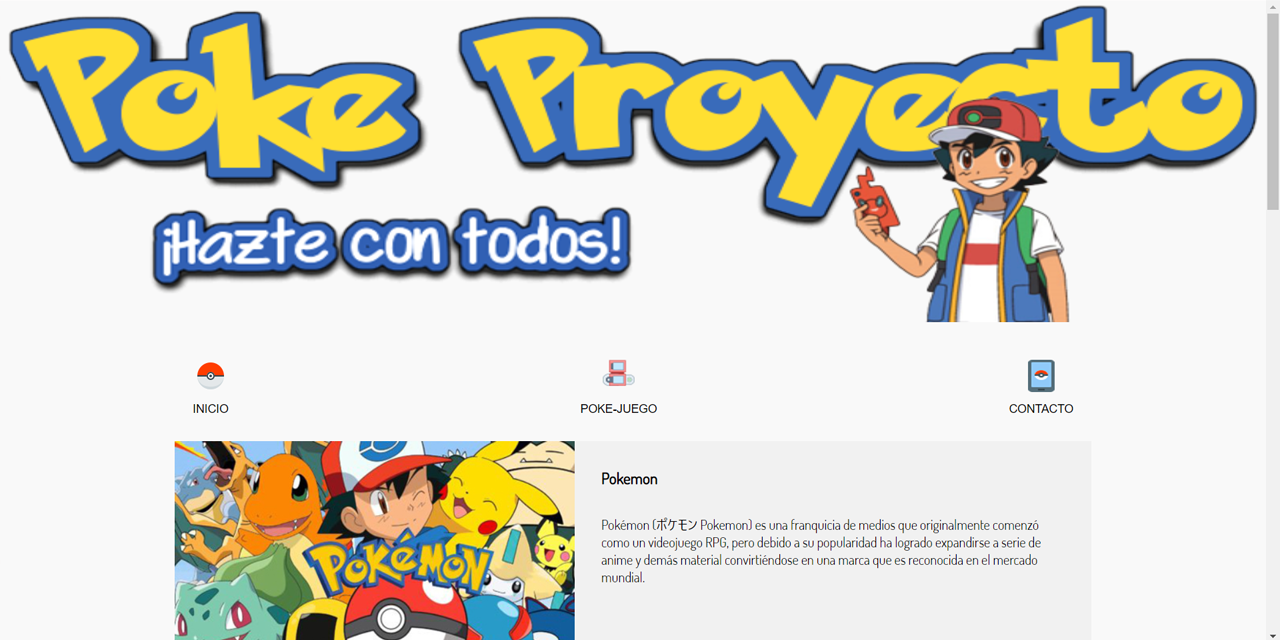 Poke Proyecto
¡Hazte con todos!
INICIO
POKE-JUEGO
CONTACTO
POKéMON
Pokemon
Pokémon (ポケモン Pokemon) es una franquicia de medios que originalmente comenzó
como un videojuego RPG, pero debido a su popularidad ha logrado expandirse a serie de
anime y demás material convirtiéndose en una marca que es reconocida en el mercado
mundial.